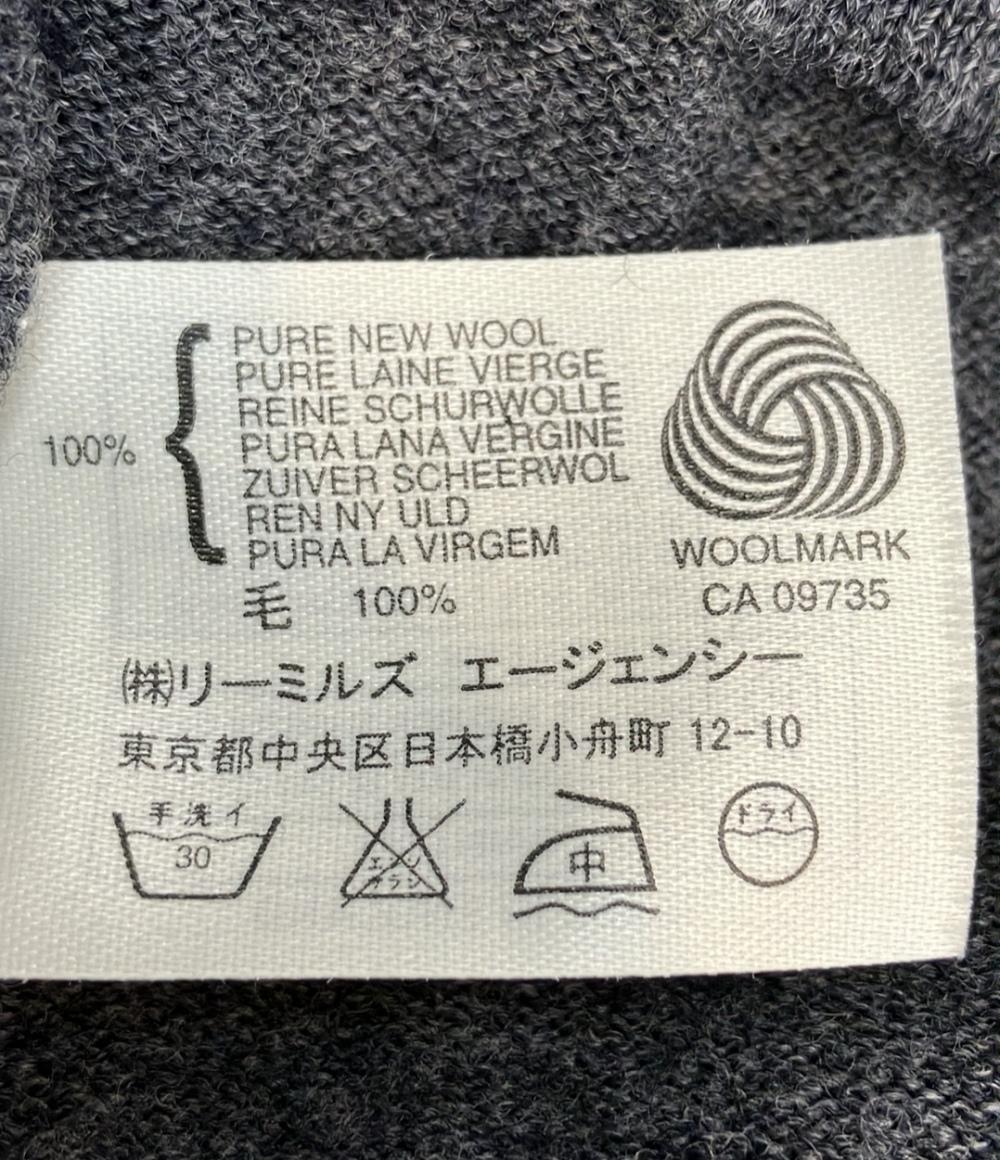 100%
PURE NEW WOOL
PURE LAINE VIERGE
REINE SCHURWOLLE
PURA LANA VERGINE
ZUIVER SCHEERWOL
REN NY ULD
PURA LA VIRGEM
毛 100%
WOOLMARK
CA 09735
㈱リーミルズ エージェンシー
東京都中央区日本橋小舟町 12-10
手洗イ
30
エンソ
サラシ
中
ドライ